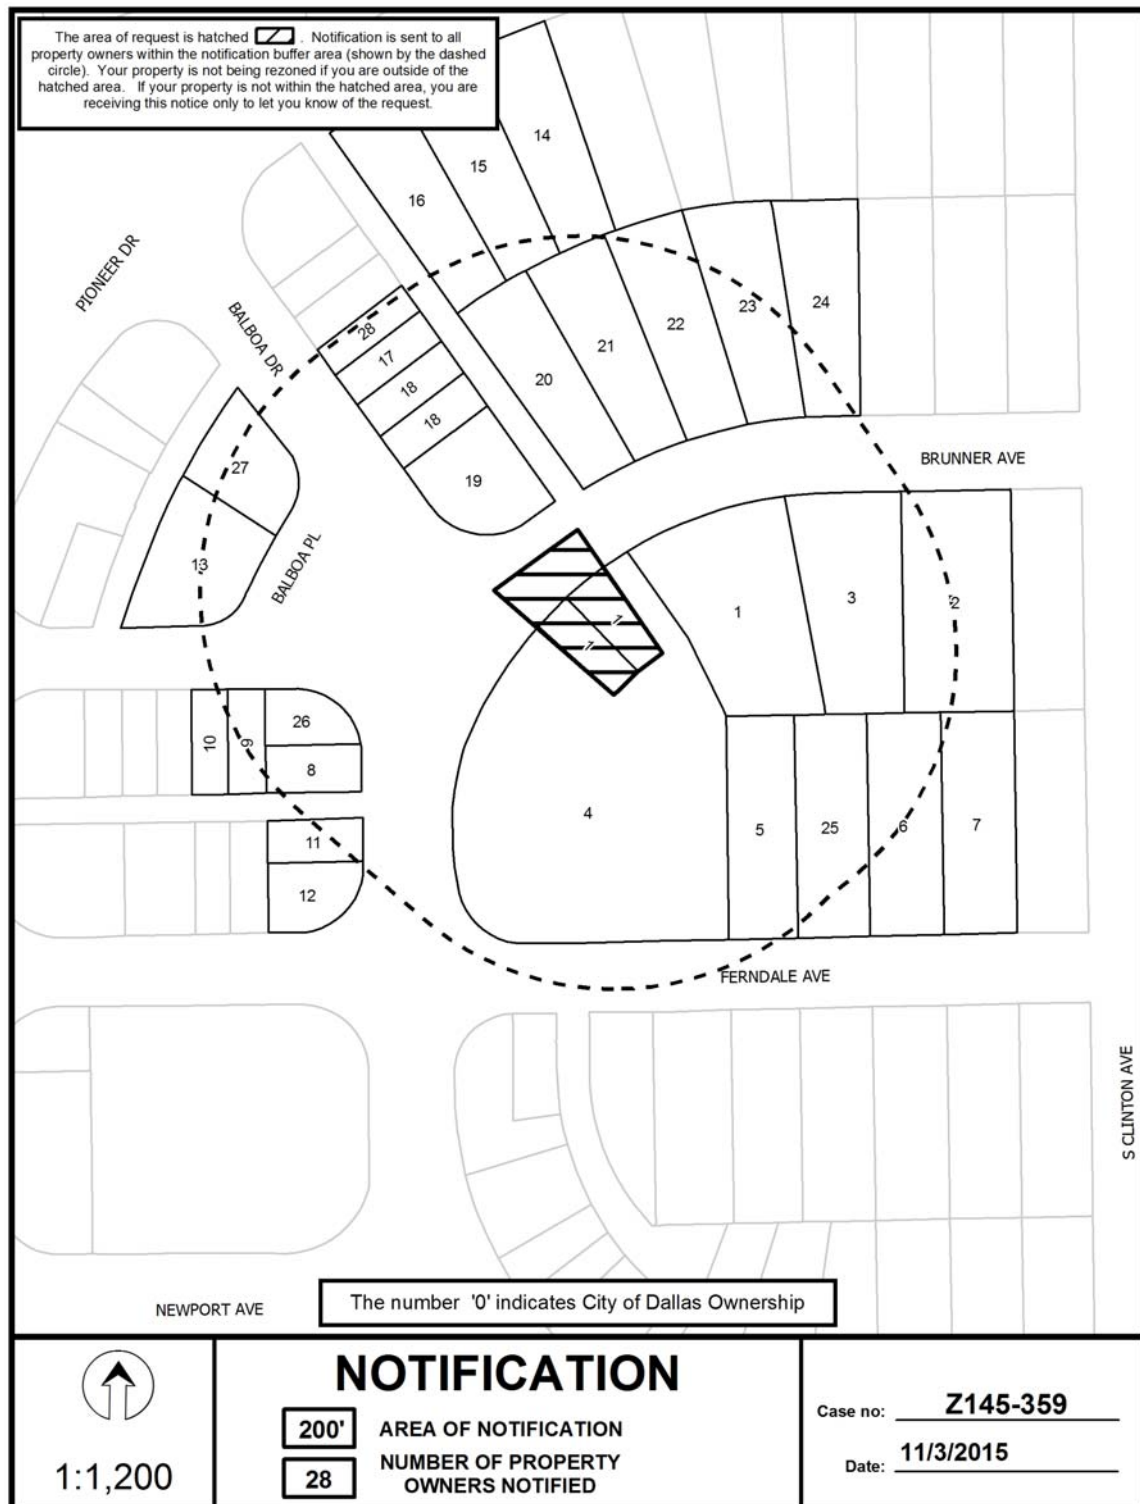 The area of request is hatched . Notification is sent to all
property owners within the notification buffer area (shown by the dashed
circle). Your property is not being rezoned if you are outside of the
hatched area. If your property is not within the hatched area, you are
receiving this notice only to let you know of the request.
14
15
16
PIONEER DR
BALBOA DR
28
17
18
18
19
20
21
22
23
24
BRUNNER AVE
27
13
BALBOA PL
1
1
1
3
2
10
9
26
8
11
12
4
5
25
6
7
FERNDALE AVE
S CLINTON AVE
NEWPORT AVE
The number '0' indicates City of Dallas Ownership
1:1,200
NOTIFICATION
200' AREA OF NOTIFICATION
28 NUMBER OF PROPERTY
OWNERS NOTIFIED
Case no: Z145-359
Date: 11/3/2015